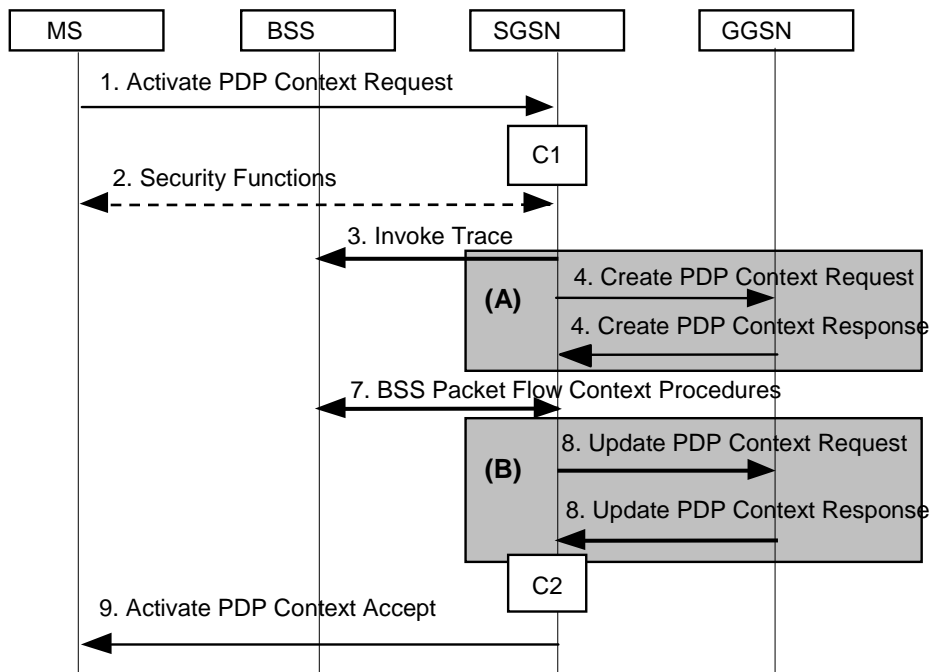 MS
BSS
SGSN
GGSN
1. Activate PDP Context Request
C1
2. Security Functions
3. Invoke Trace
(A)
4. Create PDP Context Request
4. Create PDP Context Response
7. BSS Packet Flow Context Procedures
(B)
8. Update PDP Context Request
8. Update PDP Context Response
C2
9. Activate PDP Context Accept